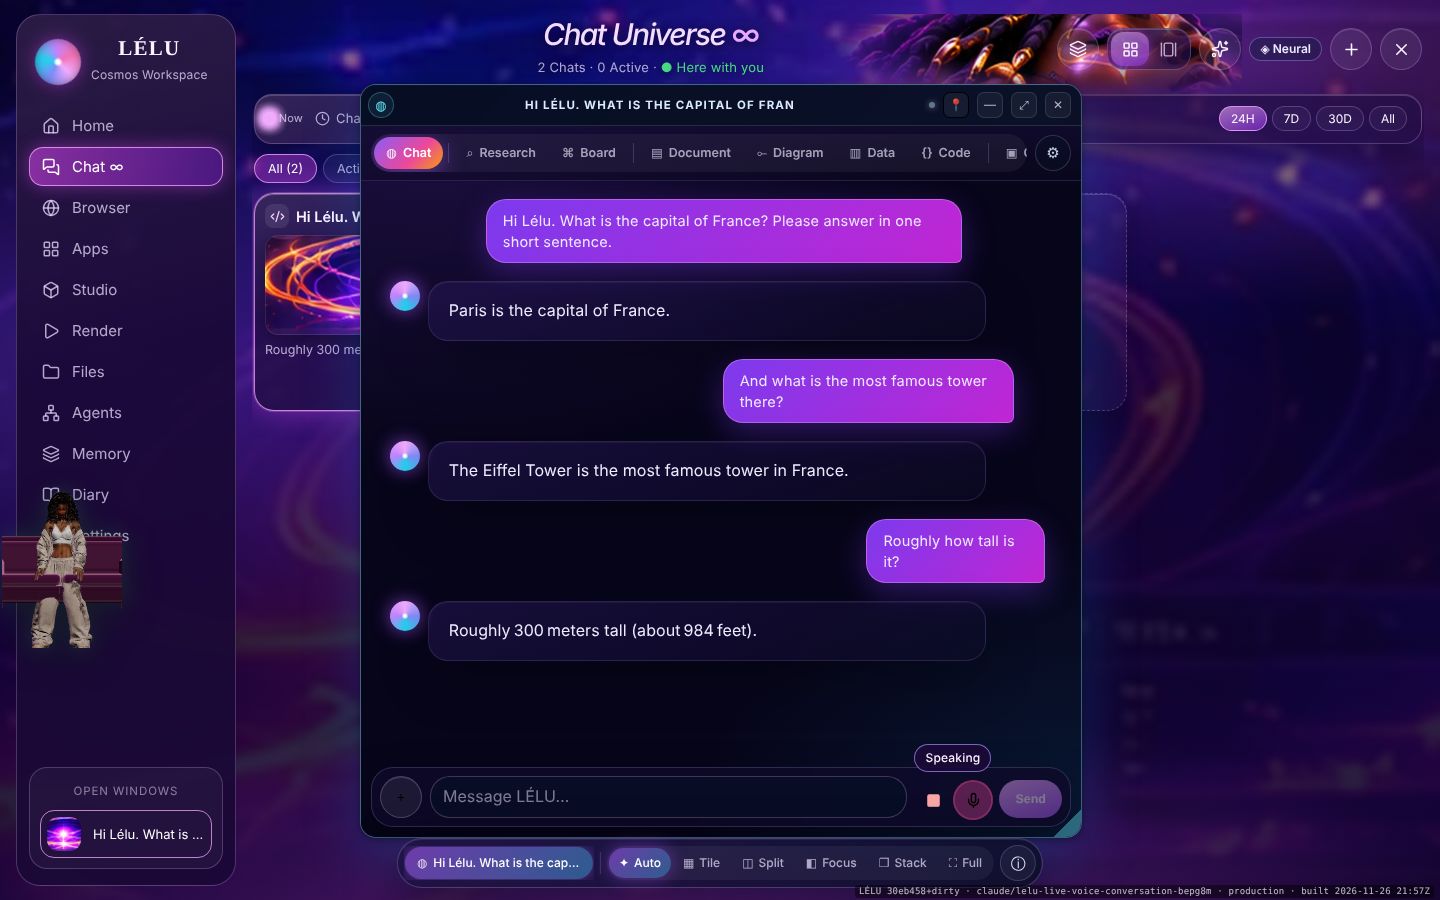 LÉLU
Cosmos Workspace
Home
Chat ∞
Browser
Apps
Studio
Render
Files
Agents
Memory
Diary
ettings
OPEN WINDOWS
Hi Lélu. What is ...
Chat Universe ∞
2 Chats · 0 Active · Here with you
Neural
Now
Cha
24H
7D
30D
All
All (2)
Acti
Hi Lélu. W
Roughly 300 me
HI LÉLU. WHAT IS THE CAPITAL OF FRAN
Chat
Research
Board
Document
Diagram
Data
{} Code
Hi Lélu. What is the capital of France? Please answer in one
short sentence.
Paris is the capital of France.
And what is the most famous tower
there?
The Eiffel Tower is the most famous tower in France.
Roughly how tall is
it?
Roughly 300 meters tall (about 984 feet).
Speaking
Message LÉLU...
Send
Hi Lélu. What is the cap...
Auto
Tile
Split
Focus
Stack
Full
LÉLU 30eb458+dirty · claude/lelu-live-voice-conversation-bepg8m · production · built 2026-11-26 21:57Z